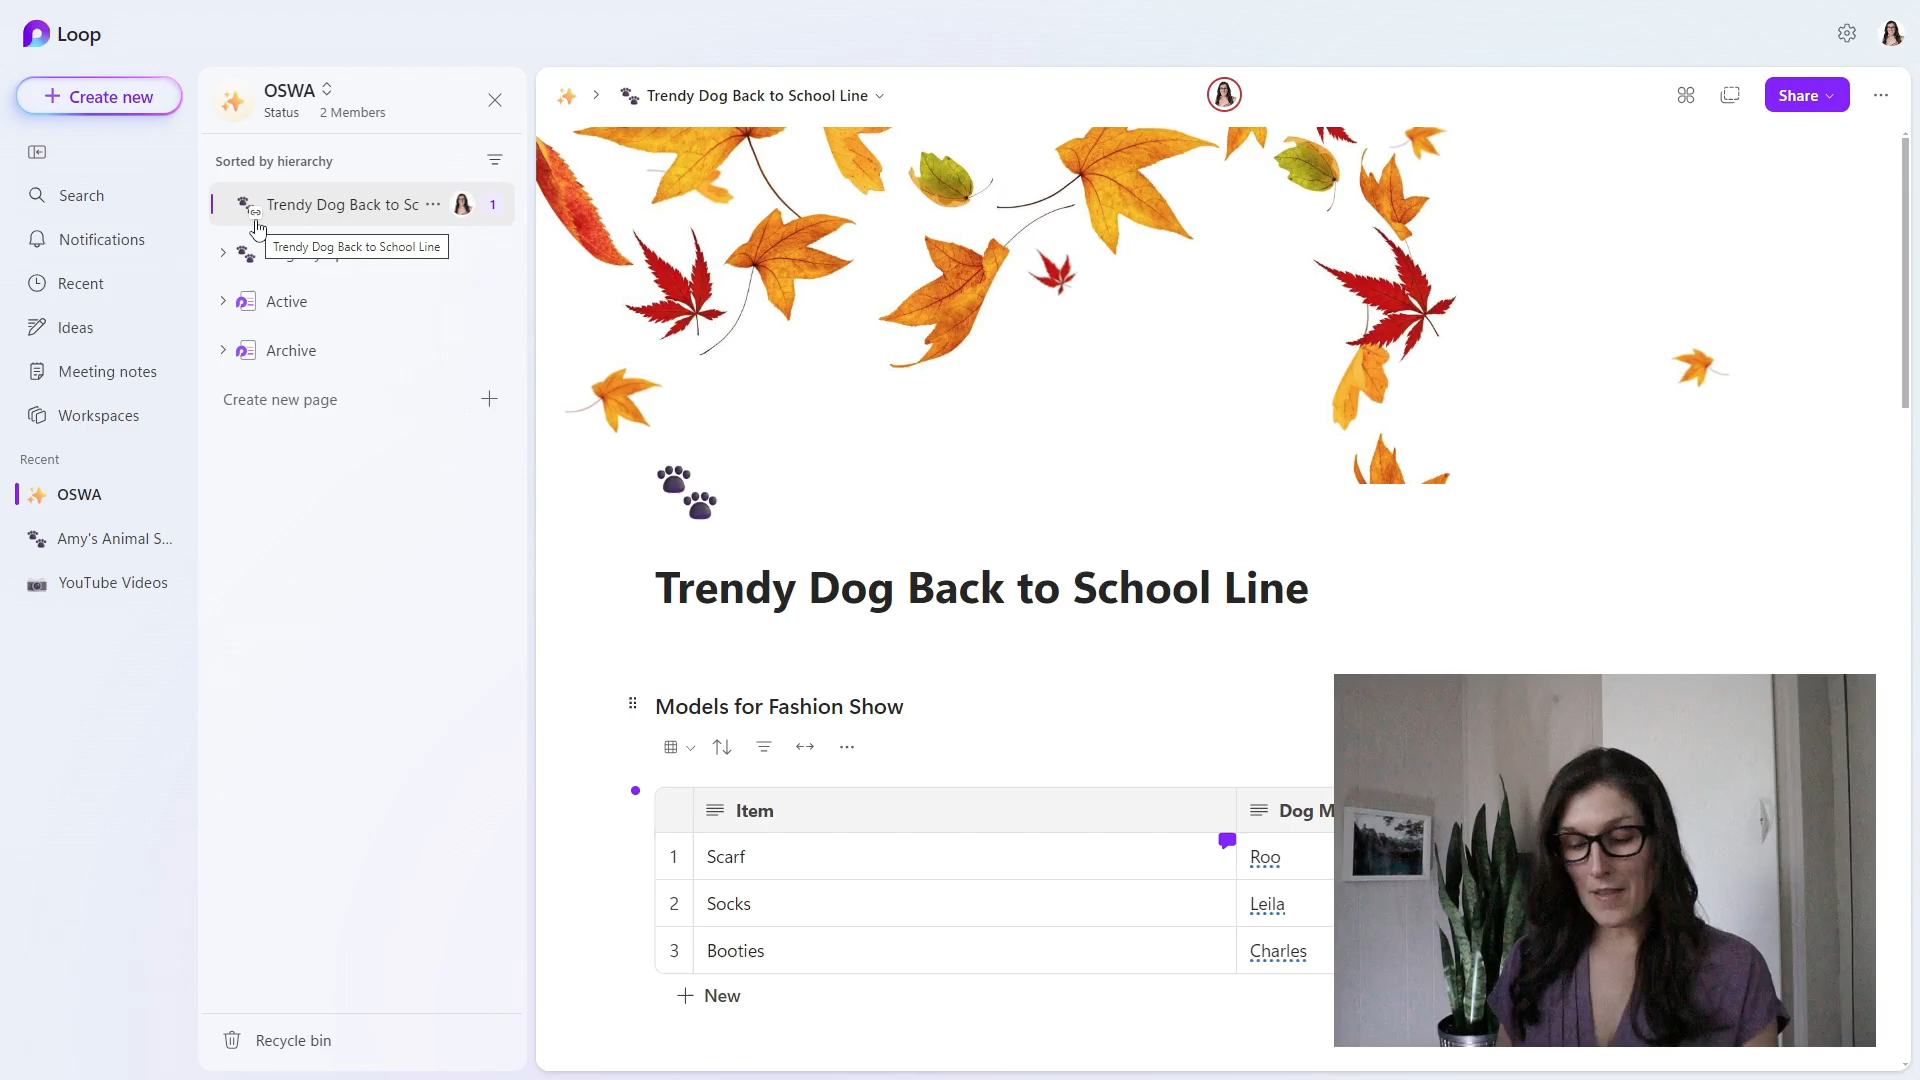 Loop
Create new
Search
Notifications
Recent
Ideas
Meeting notes
Workspaces
Recent
OSWA
Amy's Animal S...
YouTube Videos
OSWA
Status 2 Members
Sorted by hierarchy
Trendy Dog Back to Sc ... 1
Trendy Dog Back to School Line
Active
Archive
Create new page
Recycle bin
Trendy Dog Back to School Line
Share
Trendy Dog Back to School Line
Models for Fashion Show
Item Dog M
1 Scarf Roo
2 Socks Leila
3 Booties Charles
New